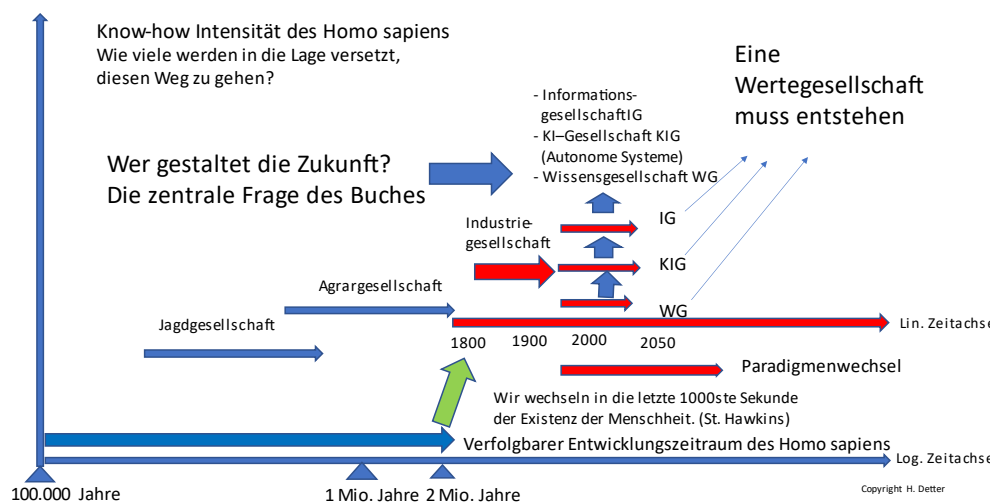 Know-how Intensität des Homo sapiens
Wie viele werden in die Lage versetzt,
diesen Weg zu gehen?
Eine
Wertegesellschaft
muss entstehen
- Informations-
gesellschaftIG
- KI–Gesellschaft KIG
(Autonome Systeme)
- Wissensgesellschaft WG
Wer gestaltet die Zukunft?
Die zentrale Frage des Buches
Industrie-
gesellschaft
IG
KIG
WG
Agrargesellschaft
Jagdgesellschaft
Lin. Zeitachse
1800
1900
2000
2050
Paradigmenwechsel
Wir wechseln in die letzte 1000ste Sekunde
der Existenz der Menschheit. (St. Hawkins)
Verfolgbarer Entwicklungszeitraum des Homo sapiens
Log. Zeitachse
100.000 Jahre
1 Mio. Jahre
2 Mio. Jahre
Copyright H. Detter